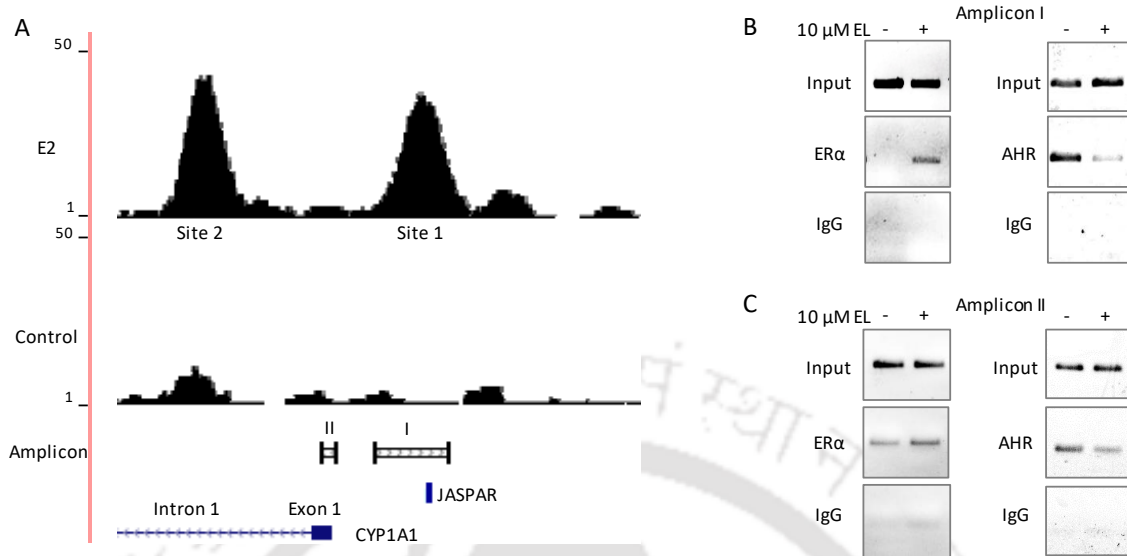 A
50
E2
1
Site 2
Site 1
50
Control
1
II
I
Amplicon
JASPAR
Intron 1
Exon 1
CYP1A1
B
Amplicon I
10 µM EL
-
+
-
+
Input
Input
ERα
AHR
IgG
IgG
C
Amplicon II
10 µM EL
-
+
-
+
Input
Input
ERα
AHR
IgG
IgG